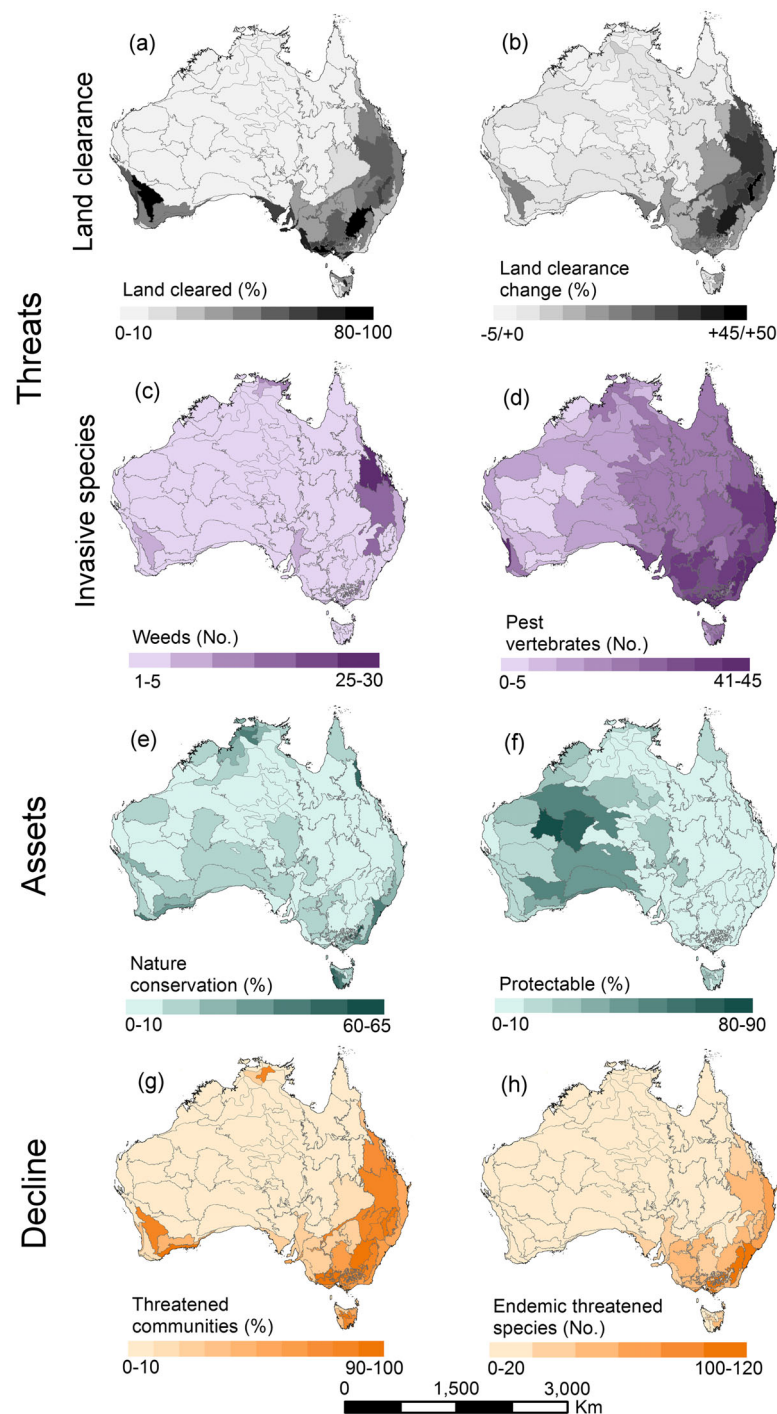 Threats
Land clearance
(a)
Land cleared (%)
0-10 80-100
(b)
Land clearance
change (%)
-5/+0 +45/+50
Invasive species
(c)
Weeds (No.)
1-5 25-30
(d)
Pest
vertebrates (No.)
0-5 41-45
Assets
(e)
Nature
conservation (%)
0-10 60-65
(f)
Protectable (%)
0-10 80-90
Decline
(g)
Threatened
communities (%)
0-10 90-100
(h)
Endemic threatened
species (No.)
0-20 100-120
0 1,500 3,000
Km